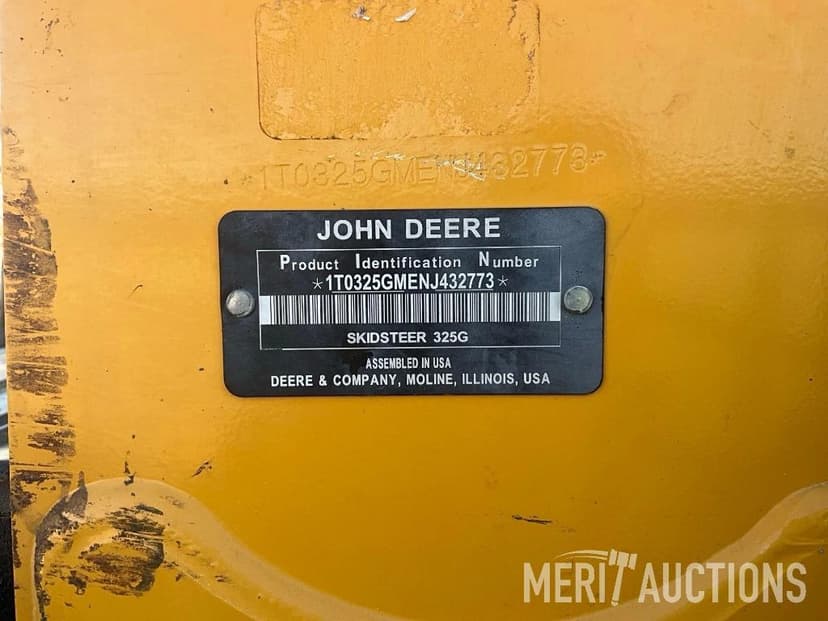 *1T0325GMENJ432773*
JOHN DEERE
Product Identification Number
*1T0325GMENJ432773*
SKIDSTEER 325G
ASSEMBLED IN USA
DEERE & COMPANY, MOLINE, ILLINOIS, USA
MERIT AUCTIONS